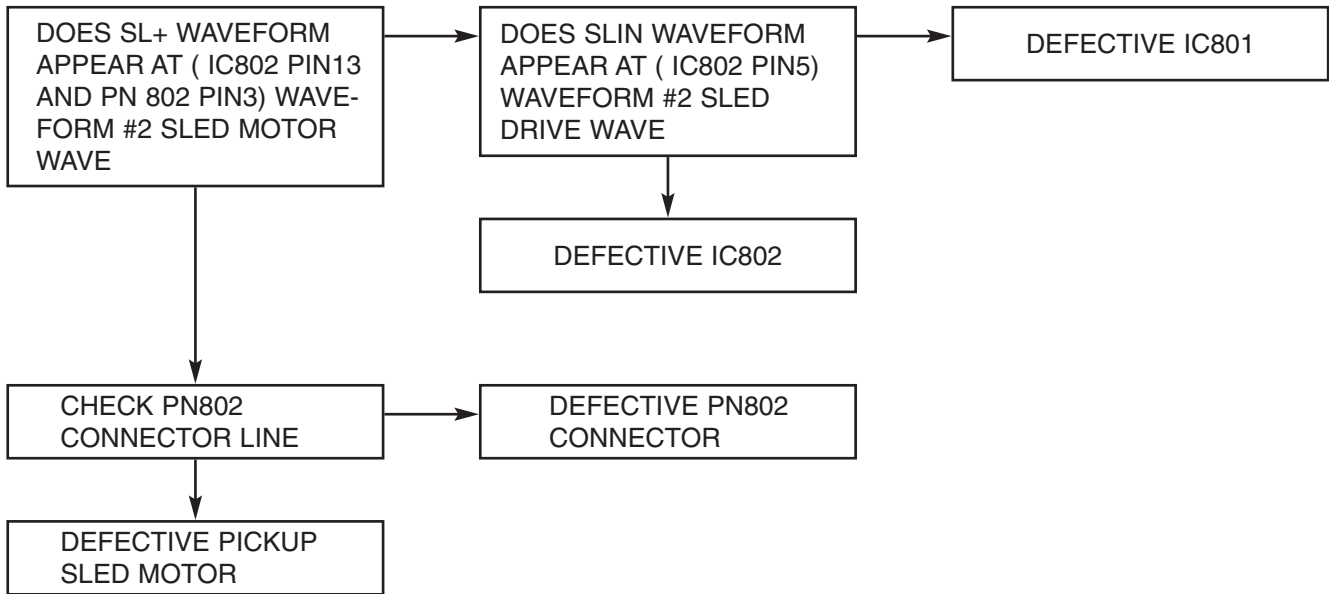 DOES SL+ WAVEFORM
APPEAR AT ( IC802 PIN13
AND PN 802 PIN3) WAVE-
FORM #2 SLED MOTOR
WAVE
DOES SLIN WAVEFORM
APPEAR AT ( IC802 PIN5)
WAVEFORM #2 SLED
DRIVE WAVE
DEFECTIVE IC801
DEFECTIVE IC802
CHECK PN802
CONNECTOR LINE
DEFECTIVE PN802
CONNECTOR
DEFECTIVE PICKUP
SLED MOTOR